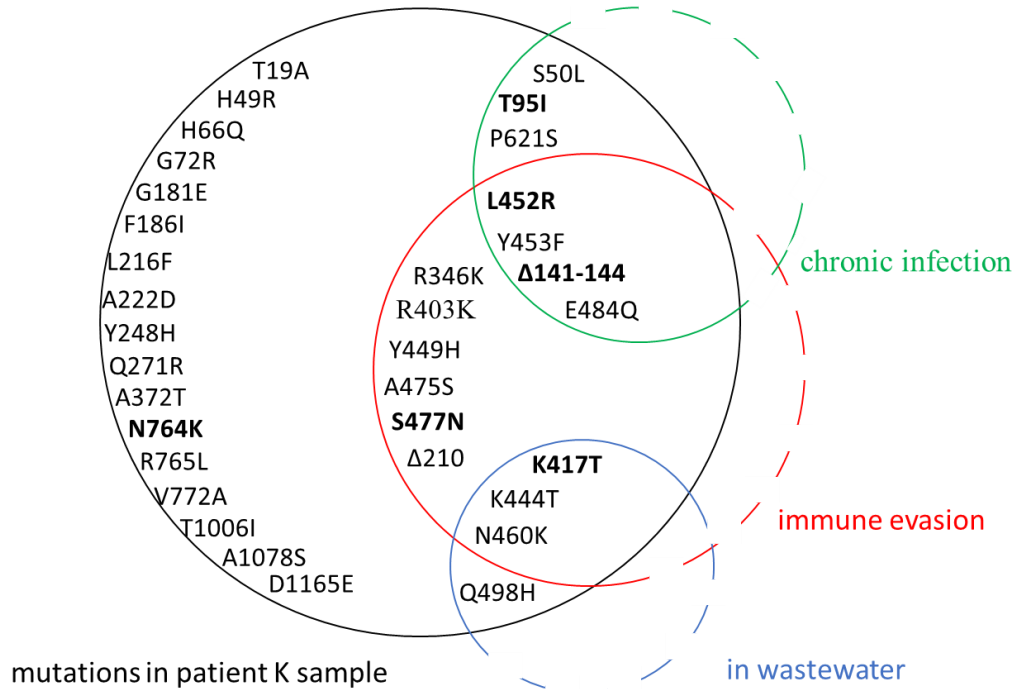 T19A
H49R
H66Q
G72R
G181E
F186I
L216F
A222D
Y248H
Q271R
A372T
N764K
R765L
V772A
T1006I
A1078S
D1165E
S50L
T95I
P621S
L452R
Y453F
Δ141-144
E484Q
R346K
R403K
Y449H
A475S
S477N
Δ210
K417T
K444T
N460K
Q498H
chronic infection
immune evasion
in wastewater
mutations in patient K sample